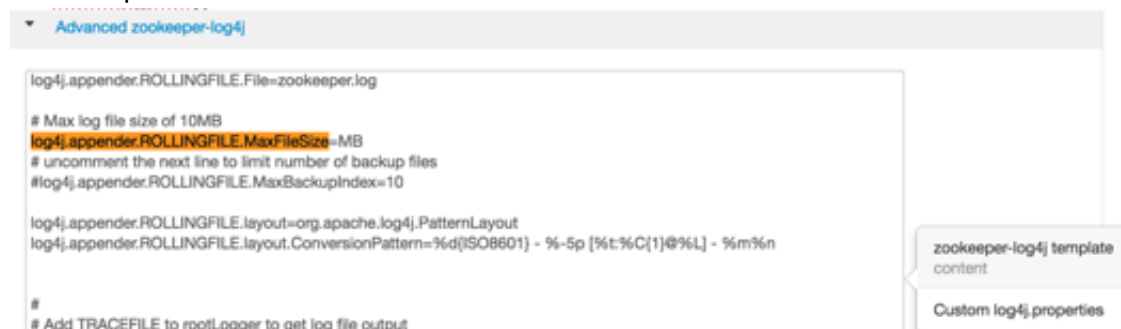 Advanced zookeeper-log4j
log4j.appender.ROLLINGFILE.File=zookeeper.log
# Max log file size of 10MB
log4j.appender.ROLLINGFILE.MaxFileSize=MB
# uncomment the next line to limit number of backup files
#log4j.appender.ROLLINGFILE.MaxBackupIndex=10
log4j.appender.ROLLINGFILE.layout=org.apache.log4j.PatternLayout
log4j.appender.ROLLINGFILE.layout.ConversionPattern=%d{ISO8601} - %-5p [%t:%C{1}@%L] - %m%n
#
# Add TRACEFILE to rootLogger to get log file output
zookeeper-log4j template
content
Custom log4j.properties